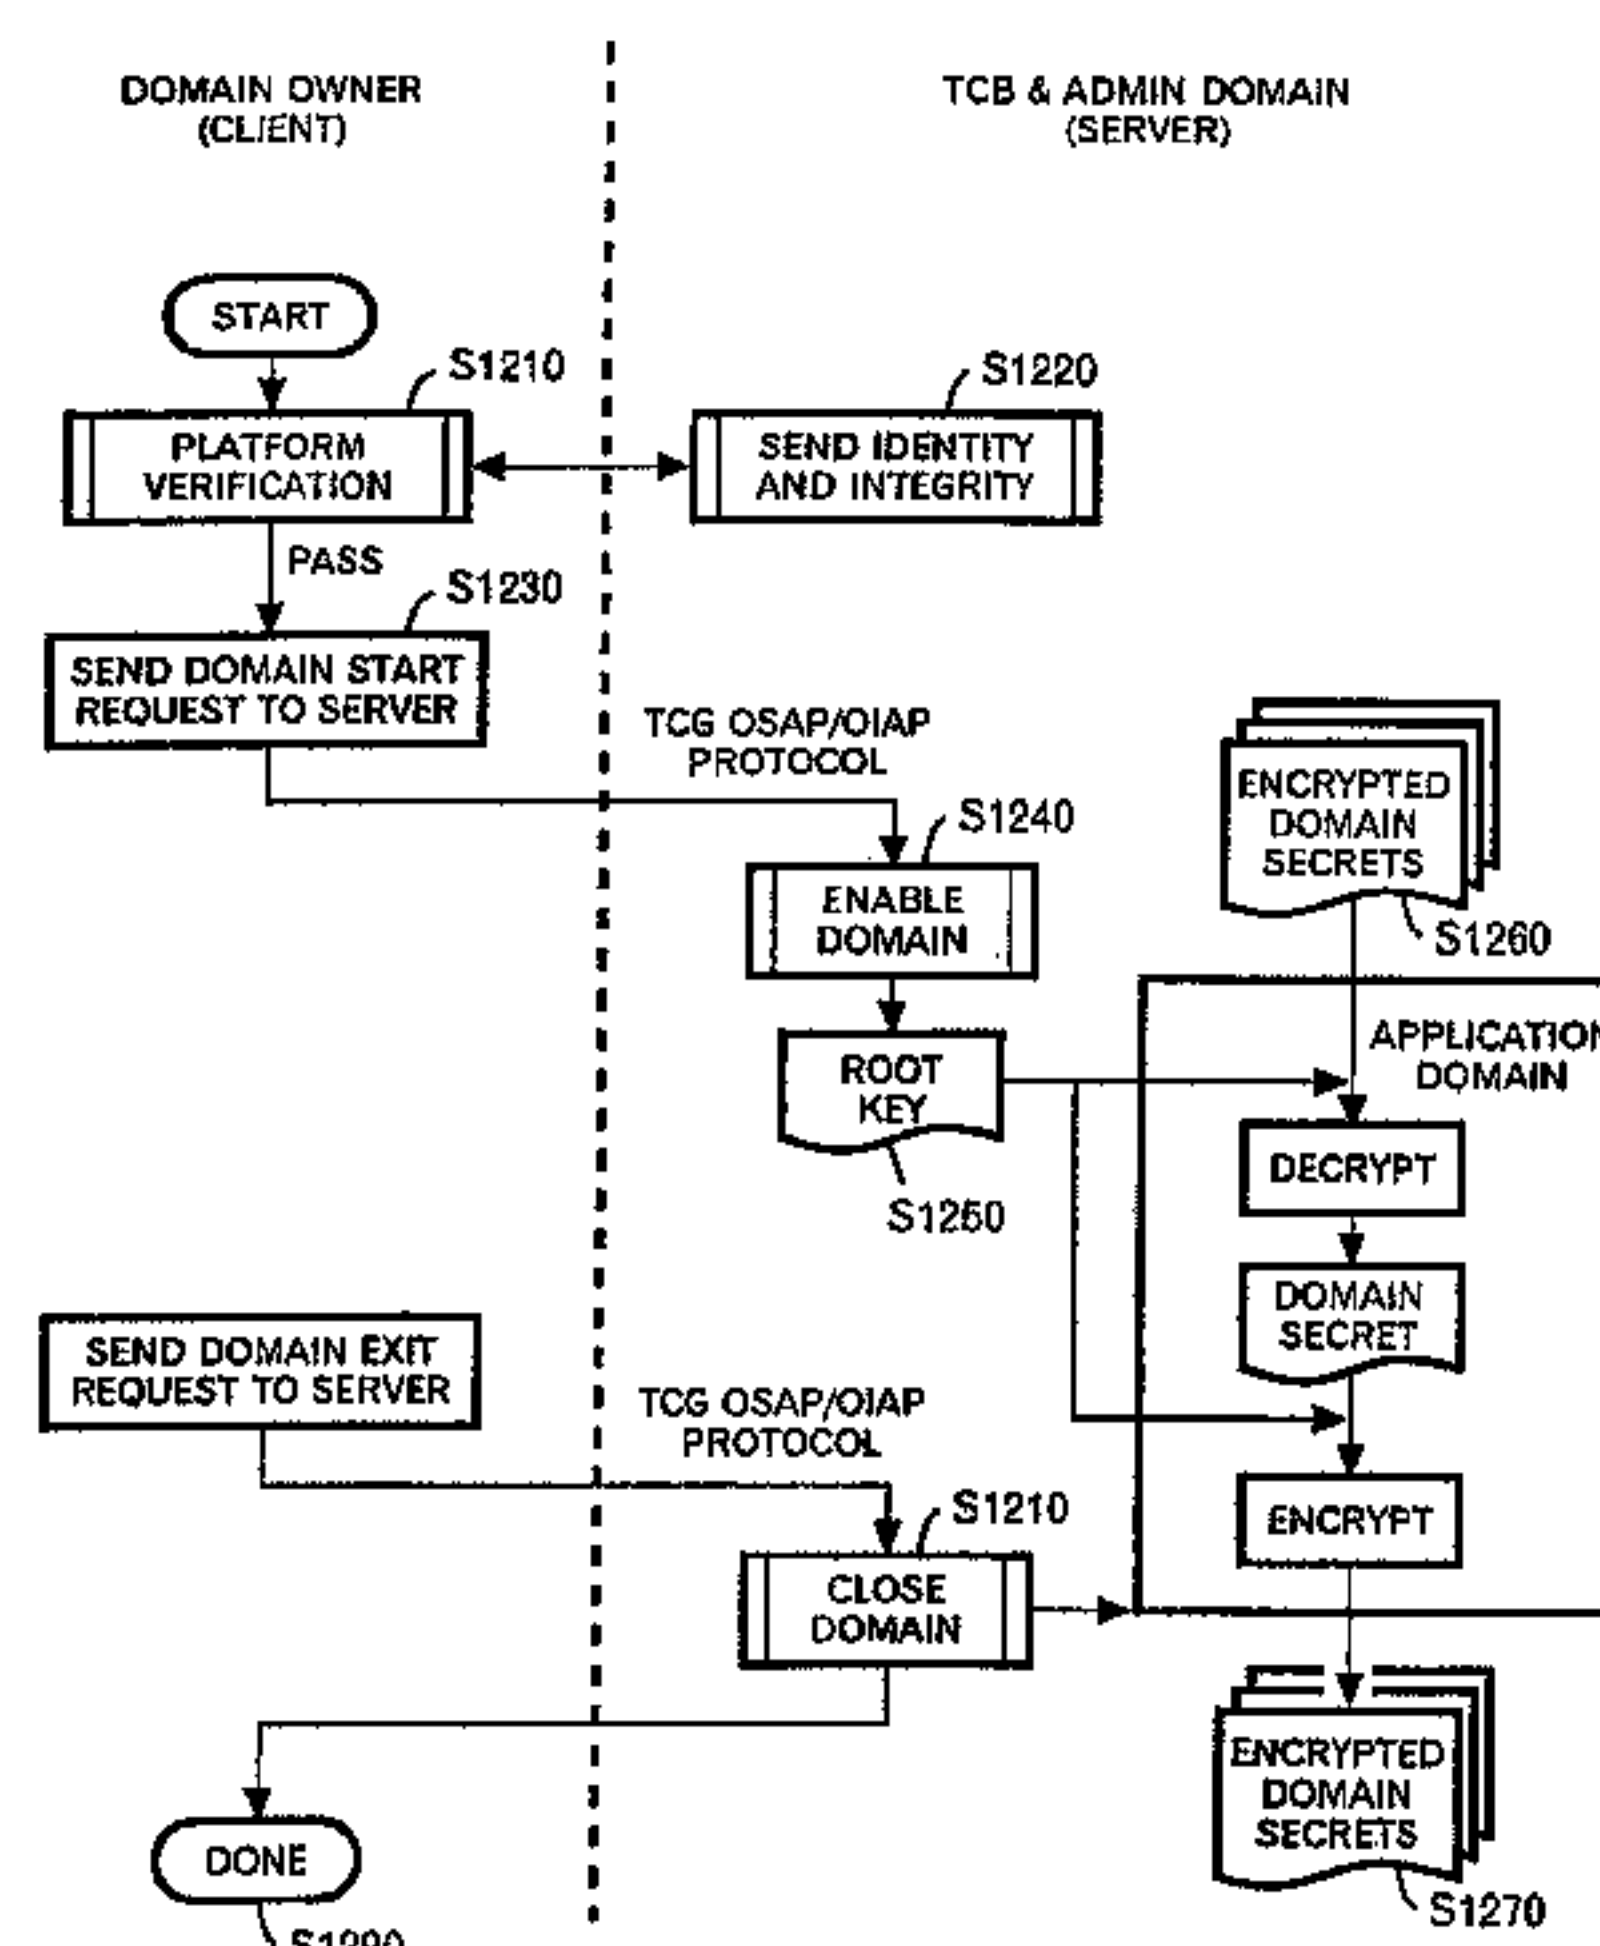 DOMAIN OWNER
(CLIENT)
TCB & ADMIN DOMAIN
(SERVER)
START
S1210
PLATFORM
VERIFICATION
S1220
SEND IDENTITY
AND INTEGRITY
PASS
S1230
SEND DOMAIN START
REQUEST TO SERVER
TCG OSAP/OIAP
PROTOCOL
S1240
ENABLE
DOMAIN
ENCRYPTED
DOMAIN
SECRETS
S1260
ROOT
KEY
S1250
APPLICATION
DOMAIN
DECRYPT
DOMAIN
SECRET
SEND DOMAIN EXIT
REQUEST TO SERVER
TCG OSAP/OIAP
PROTOCOL
ENCRYPT
S1210
CLOSE
DOMAIN
ENCRYPTED
DOMAIN
SECRETS
S1270
DONE